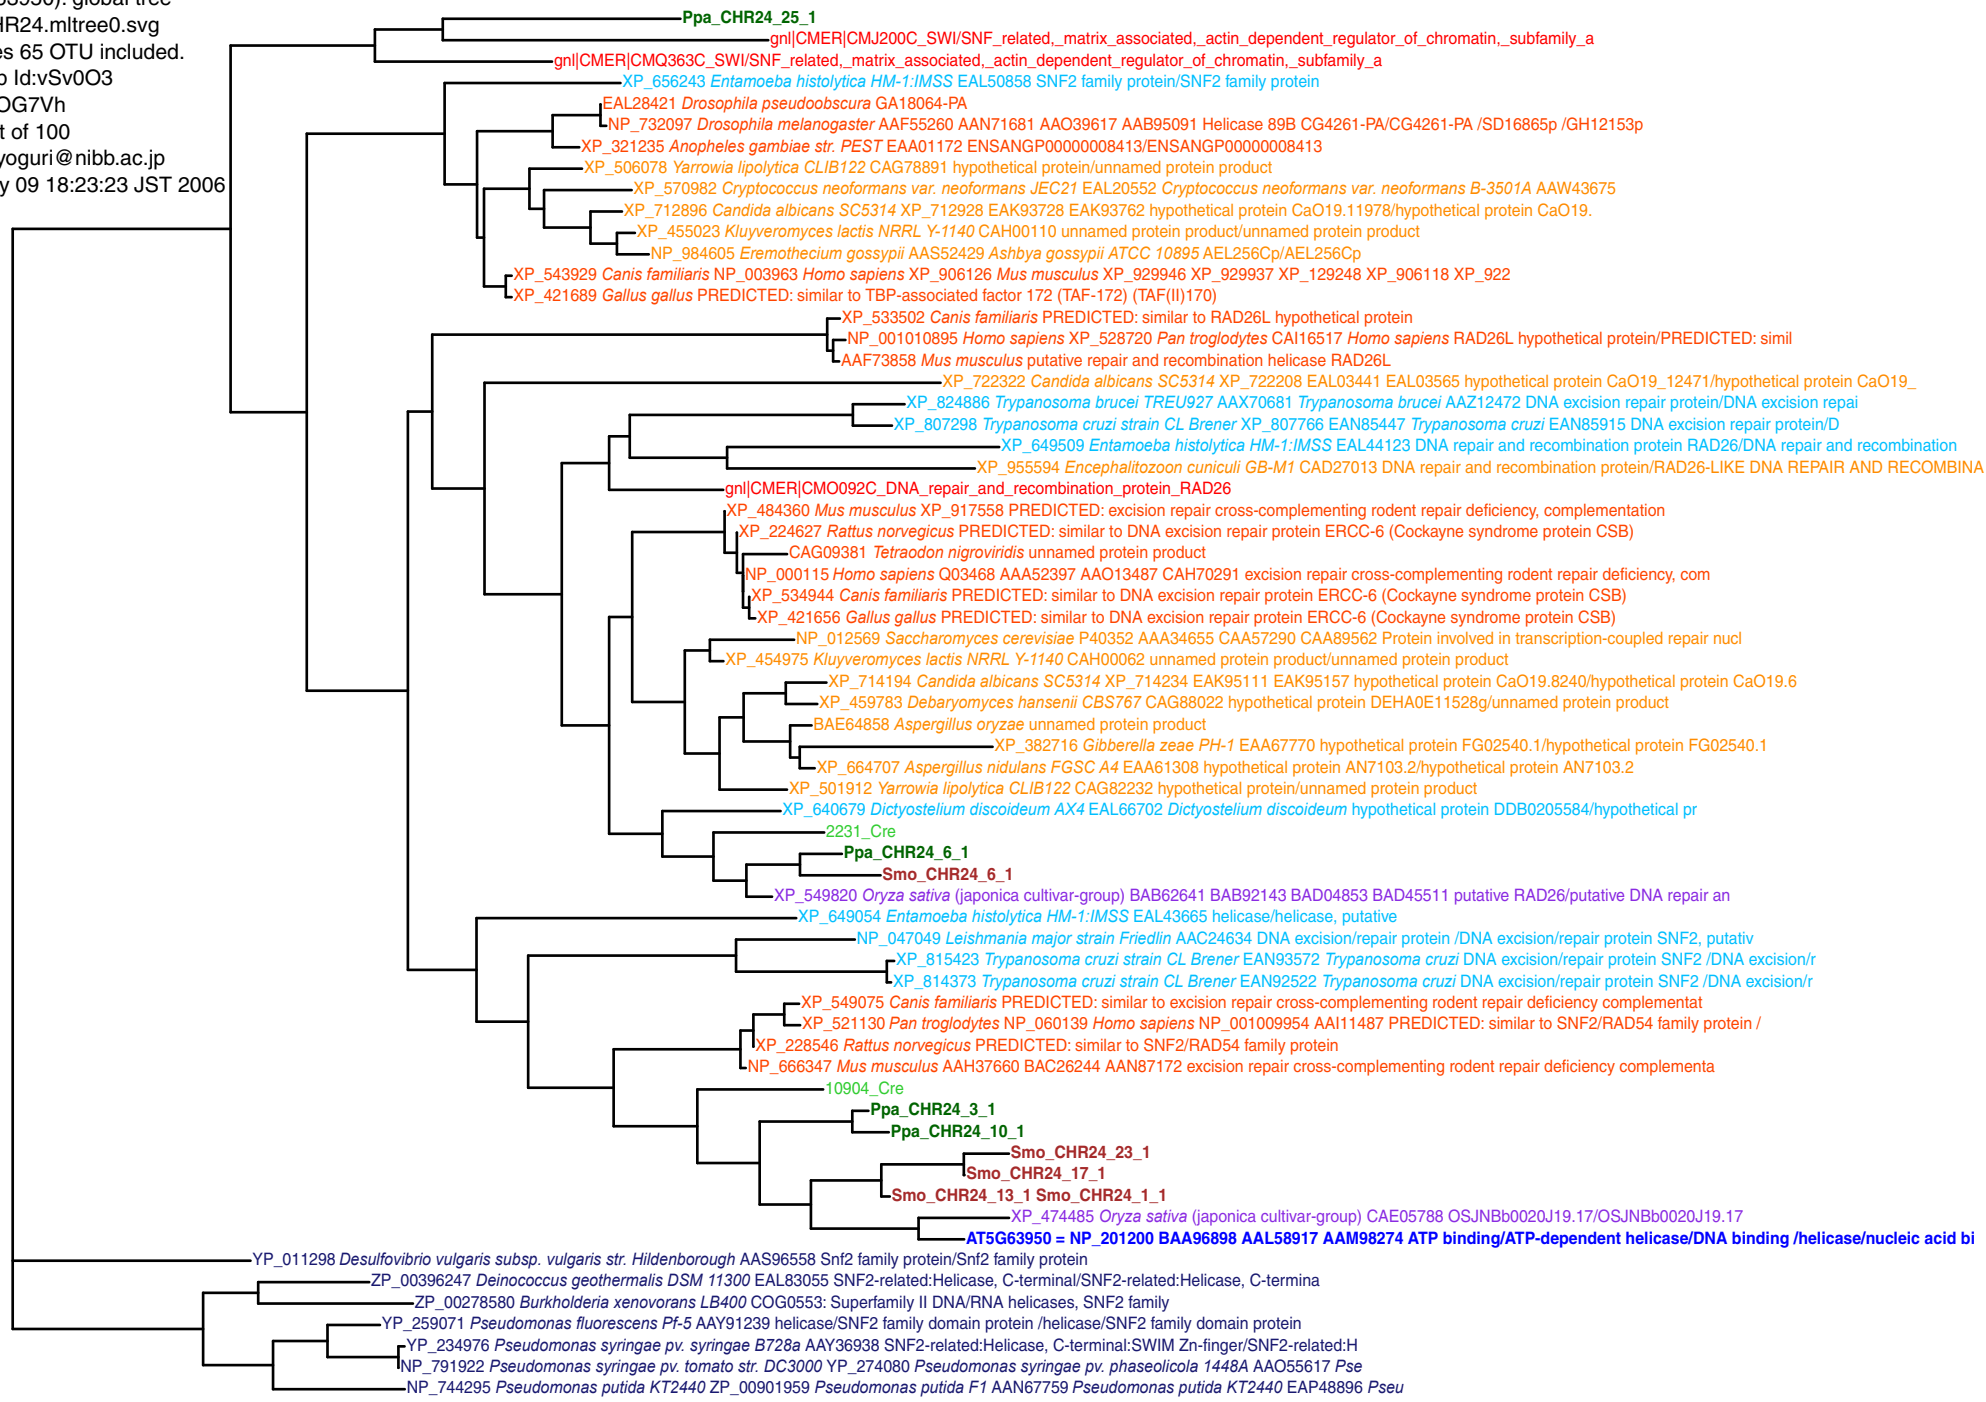 63950): global tree
HR24.mltree0.svg
es 65 OTU included.
b Id:vSv0O3
OG7Vh
t of 100
yoguri@nibb.ac.jp
y 09 18:23:23 JST 2006
Ppa_CHR24_25_1
gnl|CMER|CMJ200C_SWI/SNF_related,_matrix_associated,_actin_dependent_regulator_of_chromatin,_subfamily_a
gnl|CMER|CMQ363C_SWI/SNF_related,_matrix_associated,_actin_dependent_regulator_of_chromatin,_subfamily_a
XP_656243 Entamoeba histolytica HM-1:IMSS EAL50858 SNF2 family protein/SNF2 family protein
EAL28421 Drosophila pseudoobscura GA18064-PA
NP_732097 Drosophila melanogaster AAF55260 AAN71681 AAO39617 AAB95091 Helicase 89B CG4261-PA/CG4261-PA /SD16865p /GH12153p
XP_321235 Anopheles gambiae str. PEST EAA01172 ENSANGP00000008413/ENSANGP00000008413
XP_506078 Yarrowia lipolytica CLIB122 CAG78891 hypothetical protein/unnamed protein product
XP_570982 Cryptococcus neoformans var. neoformans JEC21 EAL20552 Cryptococcus neoformans var. neoformans B-3501A AAW43675
XP_712896 Candida albicans SC5314 XP_712928 EAK93728 EAK93762 hypothetical protein CaO19.11978/hypothetical protein CaO19.
XP_455023 Kluyveromyces lactis NRRL Y-1140 CAH00110 unnamed protein product/unnamed protein product
NP_984605 Eremothecium gossypii AAS52429 Ashbya gossypii ATCC 10895 AEL256Cp/AEL256Cp
XP_543929 Canis familiaris NP_003963 Homo sapiens XP_906126 Mus musculus XP_929946 XP_929937 XP_129248 XP_906118 XP_922
XP_421689 Gallus gallus PREDICTED: similar to TBP-associated factor 172 (TAF-172) (TAF(II)170)
XP_533502 Canis familiaris PREDICTED: similar to RAD26L hypothetical protein
NP_001010895 Homo sapiens XP_528720 Pan troglodytes CAI16517 Homo sapiens RAD26L hypothetical protein/PREDICTED: simil
AAF73858 Mus musculus putative repair and recombination helicase RAD26L
XP_722322 Candida albicans SC5314 XP_722208 EAL03441 EAL03565 hypothetical protein CaO19_12471/hypothetical protein CaO19_
XP_824886 Trypanosoma brucei TREU927 AAX70681 Trypanosoma brucei AAZ12472 DNA excision repair protein/DNA excision repai
XP_807298 Trypanosoma cruzi strain CL Brener XP_807766 EAN85447 Trypanosoma cruzi EAN85915 DNA excision repair protein/D
XP_649509 Entamoeba histolytica HM-1:IMSS EAL44123 DNA repair and recombination protein RAD26/DNA repair and recombination
XP_955594 Encephalitozoon cuniculi GB-M1 CAD27013 DNA repair and recombination protein/RAD26-LIKE DNA REPAIR AND RECOMBINA
gnl|CMER|CMO092C_DNA_repair_and_recombination_protein_RAD26
XP_484360 Mus musculus XP_917558 PREDICTED: excision repair cross-complementing rodent repair deficiency, complementation
XP_224627 Rattus norvegicus PREDICTED: similar to DNA excision repair protein ERCC-6 (Cockayne syndrome protein CSB)
CAG09381 Tetraodon nigroviridis unnamed protein product
NP_000115 Homo sapiens Q03468 AAA52397 AAO13487 CAH70291 excision repair cross-complementing rodent repair deficiency, com
XP_534944 Canis familiaris PREDICTED: similar to DNA excision repair protein ERCC-6 (Cockayne syndrome protein CSB)
XP_421656 Gallus gallus PREDICTED: similar to DNA excision repair protein ERCC-6 (Cockayne syndrome protein CSB)
NP_012569 Saccharomyces cerevisiae P40352 AAA34655 CAA57290 CAA89562 Protein involved in transcription-coupled repair nucl
XP_454975 Kluyveromyces lactis NRRL Y-1140 CAH00062 unnamed protein product/unnamed protein product
XP_714194 Candida albicans SC5314 XP_714234 EAK95111 EAK95157 hypothetical protein CaO19.8240/hypothetical protein CaO19.6
XP_459783 Debaryomyces hansenii CBS767 CAG88022 hypothetical protein DEHA0E11528g/unnamed protein product
BAE64858 Aspergillus oryzae unnamed protein product
XP_382716 Gibberella zeae PH-1 EAA67770 hypothetical protein FG02540.1/hypothetical protein FG02540.1
XP_664707 Aspergillus nidulans FGSC A4 EAA61308 hypothetical protein AN7103.2/hypothetical protein AN7103.2
XP_501912 Yarrowia lipolytica CLIB122 CAG82232 hypothetical protein/unnamed protein product
XP_640679 Dictyostelium discoideum AX4 EAL66702 Dictyostelium discoideum hypothetical protein DDB0205584/hypothetical pr
2231_Cre
Ppa_CHR24_6_1
Smo_CHR24_6_1
XP_549820 Oryza sativa (japonica cultivar-group) BAB62641 BAB92143 BAD04853 BAD45511 putative RAD26/putative DNA repair an
XP_649054 Entamoeba histolytica HM-1:IMSS EAL43665 helicase/helicase, putative
NP_047049 Leishmania major strain Friedlin AAC24634 DNA excision/repair protein /DNA excision/repair protein SNF2, putativ
XP_815423 Trypanosoma cruzi strain CL Brener EAN93572 Trypanosoma cruzi DNA excision/repair protein SNF2 /DNA excision/r
XP_814373 Trypanosoma cruzi strain CL Brener EAN92522 Trypanosoma cruzi DNA excision/repair protein SNF2 /DNA excision/r
XP_549075 Canis familiaris PREDICTED: similar to excision repair cross-complementing rodent repair deficiency complementat
XP_521130 Pan troglodytes NP_060139 Homo sapiens NP_001009954 AAI11487 PREDICTED: similar to SNF2/RAD54 family protein /
XP_228546 Rattus norvegicus PREDICTED: similar to SNF2/RAD54 family protein
NP_666347 Mus musculus AAH37660 BAC26244 AAN87172 excision repair cross-complementing rodent repair deficiency complementa
10904_Cre
Ppa_CHR24_3_1
Ppa_CHR24_10_1
Smo_CHR24_23_1
Smo_CHR24_17_1
Smo_CHR24_13_1 Smo_CHR24_1_1
XP_474485 Oryza sativa (japonica cultivar-group) CAE05788 OSJNBb0020J19.17/OSJNBb0020J19.17
AT5G63950 = NP_201200 BAA96898 AAL58917 AAM98274 ATP binding/ATP-dependent helicase/DNA binding /helicase/nucleic acid bi
YP_011298 Desulfovibrio vulgaris subsp. vulgaris str. Hildenborough AAS96558 Snf2 family protein/Snf2 family protein
ZP_00396247 Deinococcus geothermalis DSM 11300 EAL83055 SNF2-related:Helicase, C-terminal/SNF2-related:Helicase, C-termina
ZP_00278580 Burkholderia xenovorans LB400 COG0553: Superfamily II DNA/RNA helicases, SNF2 family
YP_259071 Pseudomonas fluorescens Pf-5 AAY91239 helicase/SNF2 family domain protein /helicase/SNF2 family domain protein
YP_234976 Pseudomonas syringae pv. syringae B728a AAY36938 SNF2-related:Helicase, C-terminal:SWIM Zn-finger/SNF2-related:H
NP_791922 Pseudomonas syringae pv. tomato str. DC3000 YP_274080 Pseudomonas syringae pv. phaseolicola 1448A AAO55617 Pse
NP_744295 Pseudomonas putida KT2440 ZP_00901959 Pseudomonas putida F1 AAN67759 Pseudomonas putida KT2440 EAP48896 Pseu